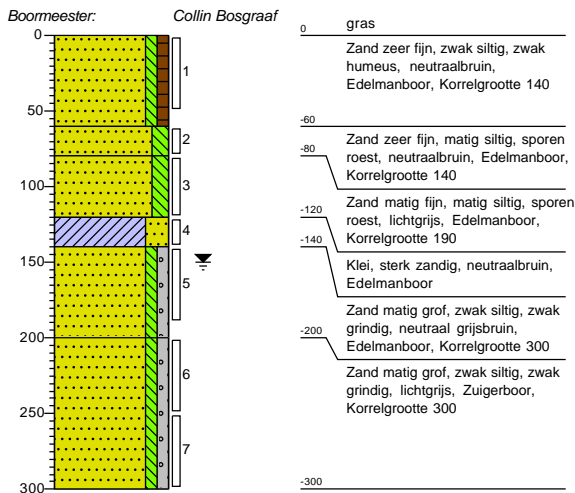 Boormeester: Collin Bosgraaf
0
50
100
150
200
250
300
1
2
3
4
5
6
7
0 gras
Zand zeer fijn, zwak siltig, zwak
humeus, neutraalbruin,
Edelmanboor, Korrelgrootte 140
-60
Zand zeer fijn, matig siltig, sporen
roest, neutraalbruin, Edelmanboor,
Korrelgrootte 140
-80
Zand matig fijn, matig siltig, sporen
roest, lichtgrijs, Edelmanboor,
Korrelgrootte 190
-120
Klei, sterk zandig, neutraalbruin,
Edelmanboor
-140
Zand matig grof, zwak siltig, zwak
grindig, neutraal grijsbruin,
Edelmanboor, Korrelgrootte 300
-200
Zand matig grof, zwak siltig, zwak
grindig, lichtgrijs, Zuigerboor,
Korrelgrootte 300
-300